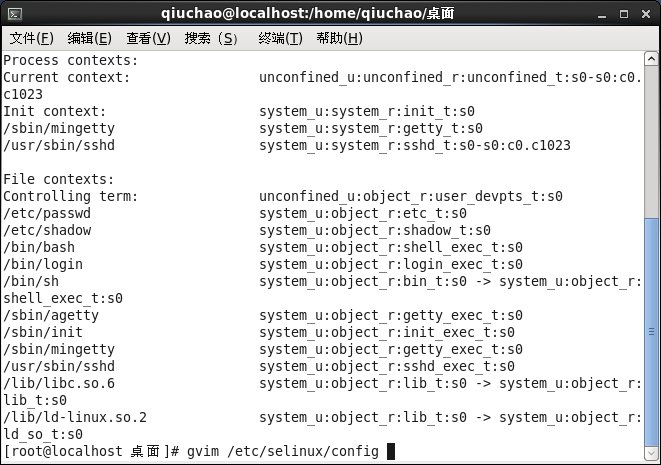 qiuchao@localhost:/home/qiuchao/桌面
文件(F) 编辑(E) 查看(V) 搜索（S） 终端(T) 帮助(H)
Process contexts:
Current context: unconfined_u:unconfined_r:unconfined_t:s0-s0:c0.
c1023
Init context: system_u:system_r:init_t:s0
/sbin/mingetty system_u:system_r:getty_t:s0
/usr/sbin/sshd system_u:system_r:sshd_t:s0-s0:c0.c1023
File contexts:
Controlling term: unconfined_u:object_r:user_devpts_t:s0
/etc/passwd system_u:object_r:etc_t:s0
/etc/shadow system_u:object_r:shadow_t:s0
/bin/bash system_u:object_r:shell_exec_t:s0
/bin/login system_u:object_r:login_exec_t:s0
/bin/sh system_u:object_r:bin_t:s0 -> system_u:object_r:
shell_exec_t:s0
/sbin/agetty system_u:object_r:getty_exec_t:s0
/sbin/init system_u:object_r:init_exec_t:s0
/sbin/mingetty system_u:object_r:getty_exec_t:s0
/usr/sbin/sshd system_u:object_r:sshd_exec_t:s0
/lib/libc.so.6 system_u:object_r:lib_t:s0 -> system_u:object_r:
lib_t:s0
/lib/ld-linux.so.2 system_u:object_r:lib_t:s0 -> system_u:object_r:
ld_so_t:s0
[root@localhost 桌面]# gvim /etc/selinux/config